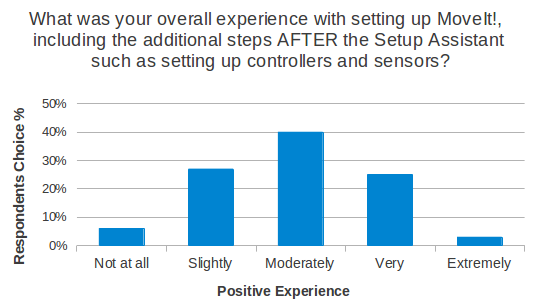 What was your overall experience with setting up MoveIt!,
including the additional steps AFTER the Setup Assistant
such as setting up controllers and sensors?
50%
40%
30%
20%
10%
0%
Respondents Choice %
Not at all
Slightly
Moderately
Very
Extremely
Positive Experience